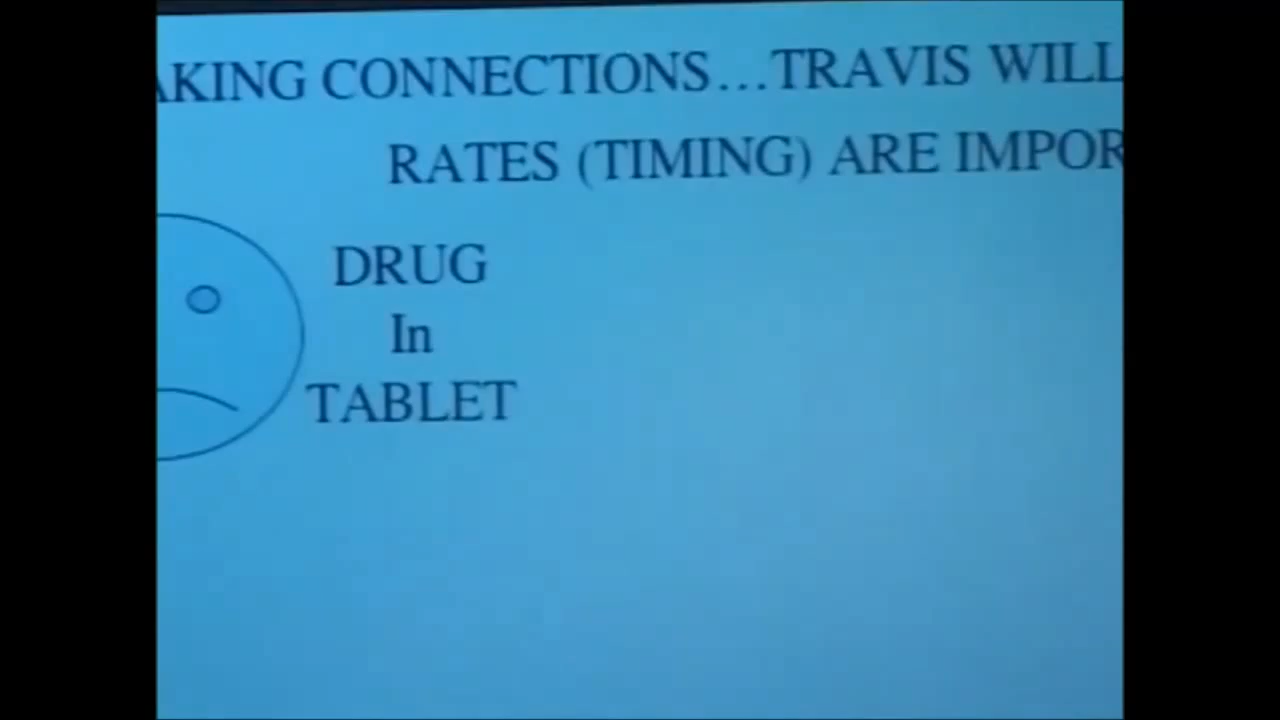 AKING CONNECTIONS...TRAVIS WILL
RATES (TIMING) ARE IMPOR
DRUG
In
TABLET